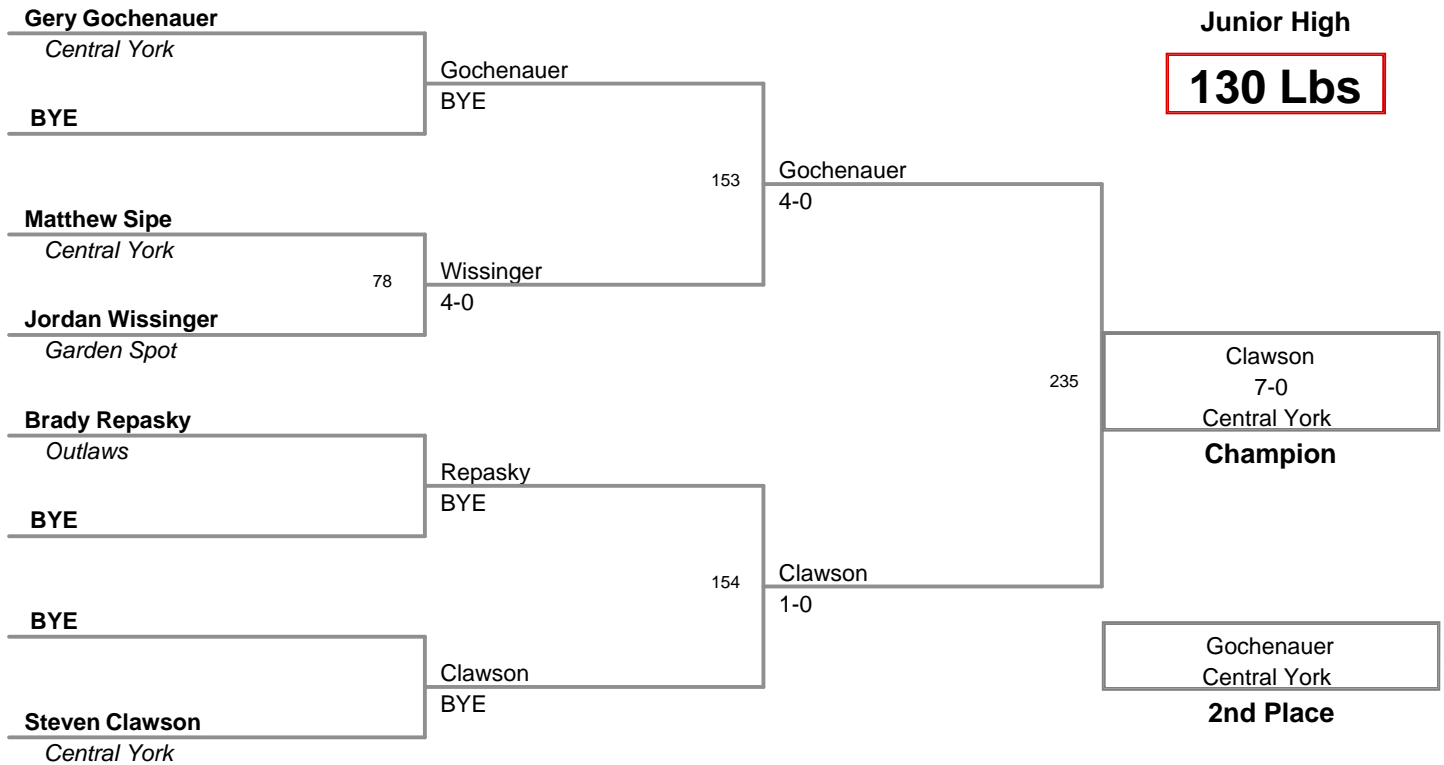 Gery Gochenauer
Central York
BYE
Matthew Sipe
Central York
Jordan Wissinger
Garden Spot
Brady Repasky
Outlaws
BYE
BYE
Steven Clawson
Central York
Gochenauer
BYE
78
Wissinger
4-0
Repasky
BYE
Clawson
BYE
153
Gochenauer
4-0
154
Clawson
1-0
235
Junior High
130 Lbs
Clawson
7-0
Central York
Champion
Gochenauer
Central York
2nd Place